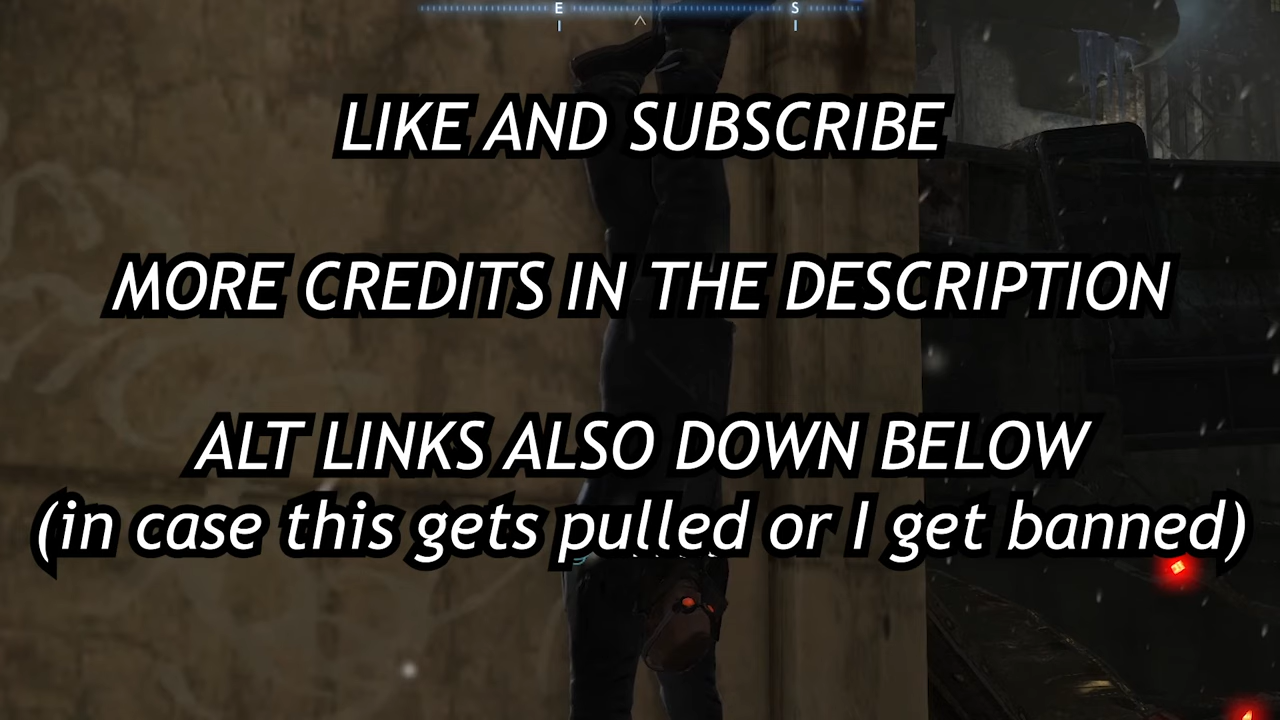 E S
LIKE AND SUBSCRIBE
MORE CREDITS IN THE DESCRIPTION
ALT LINKS ALSO DOWN BELOW
(in case this gets pulled or I get banned)